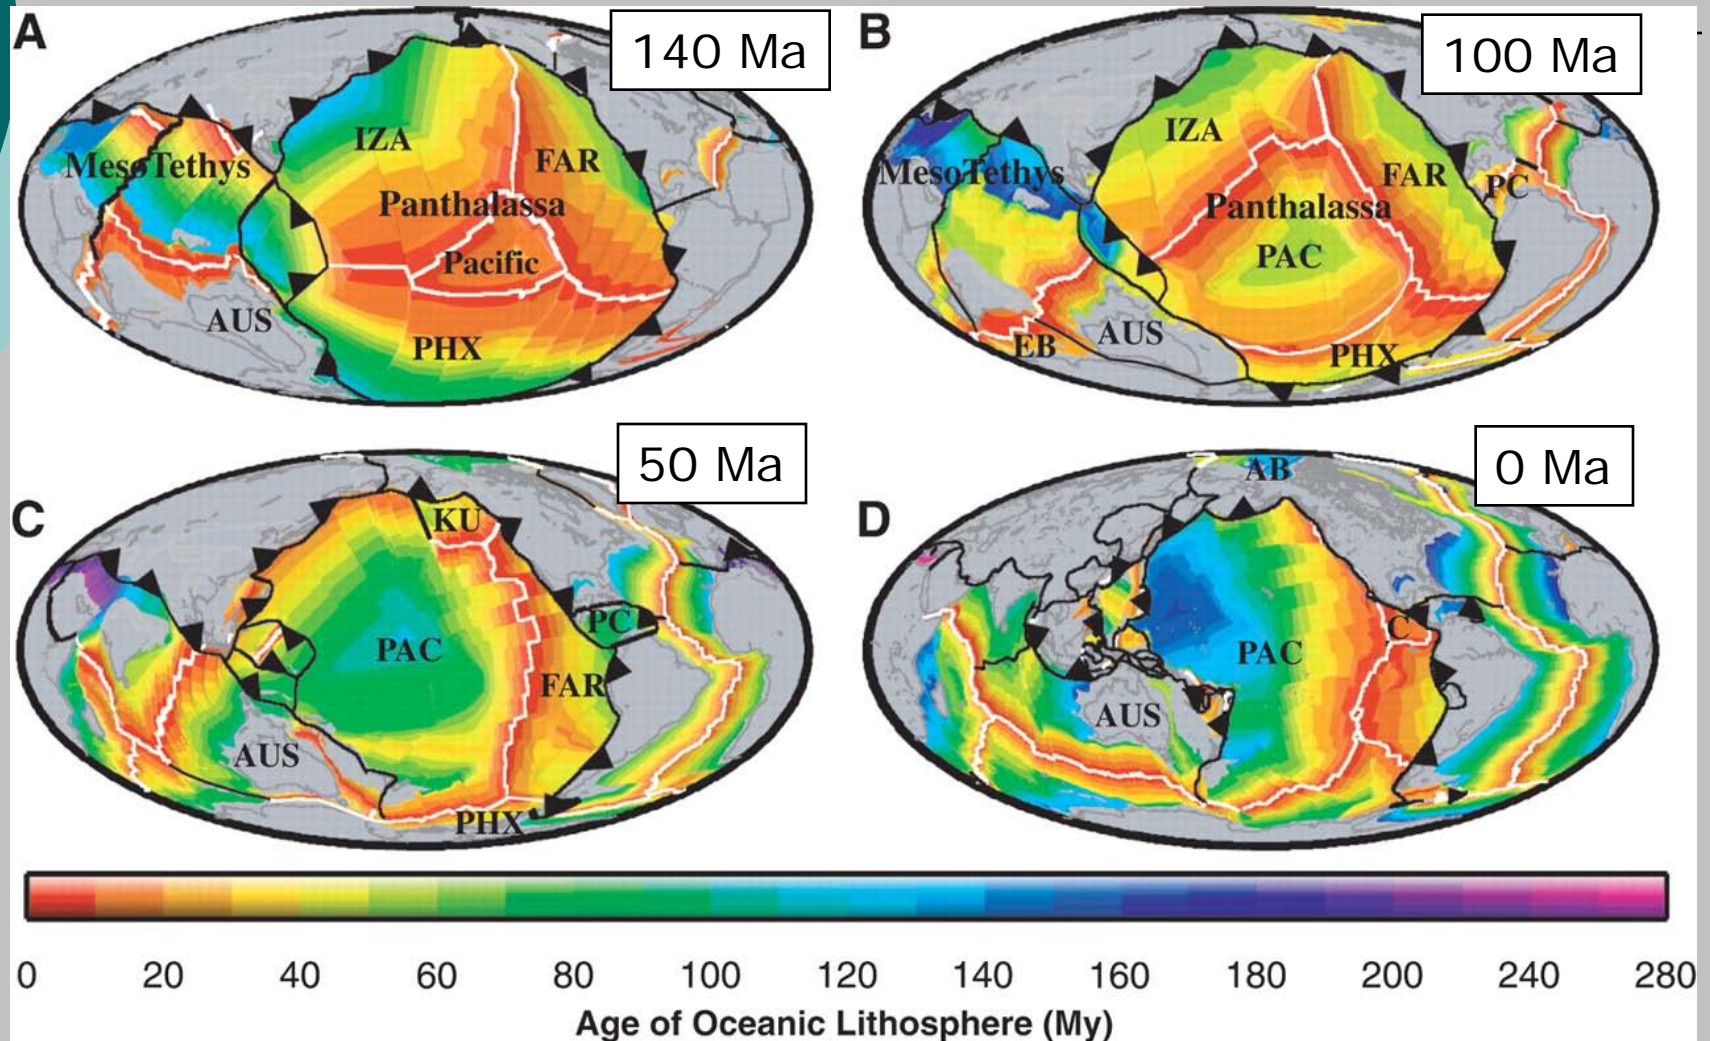 A
140 Ma
IZA
FAR
MesoTethys
Panthalassa
Pacific
AUS
PHX
B
100 Ma
IZA
FAR
MesoTethys
PC
Panthalassa
PAC
AUS
EB
PHX
C
50 Ma
KU
PC
PAC
FAR
AUS
PHX
D
0 Ma
AB
C
PAC
AUS
0 20 40 60 80 100 120 140 160 180 200 240 280
Age of Oceanic Lithosphere (My)